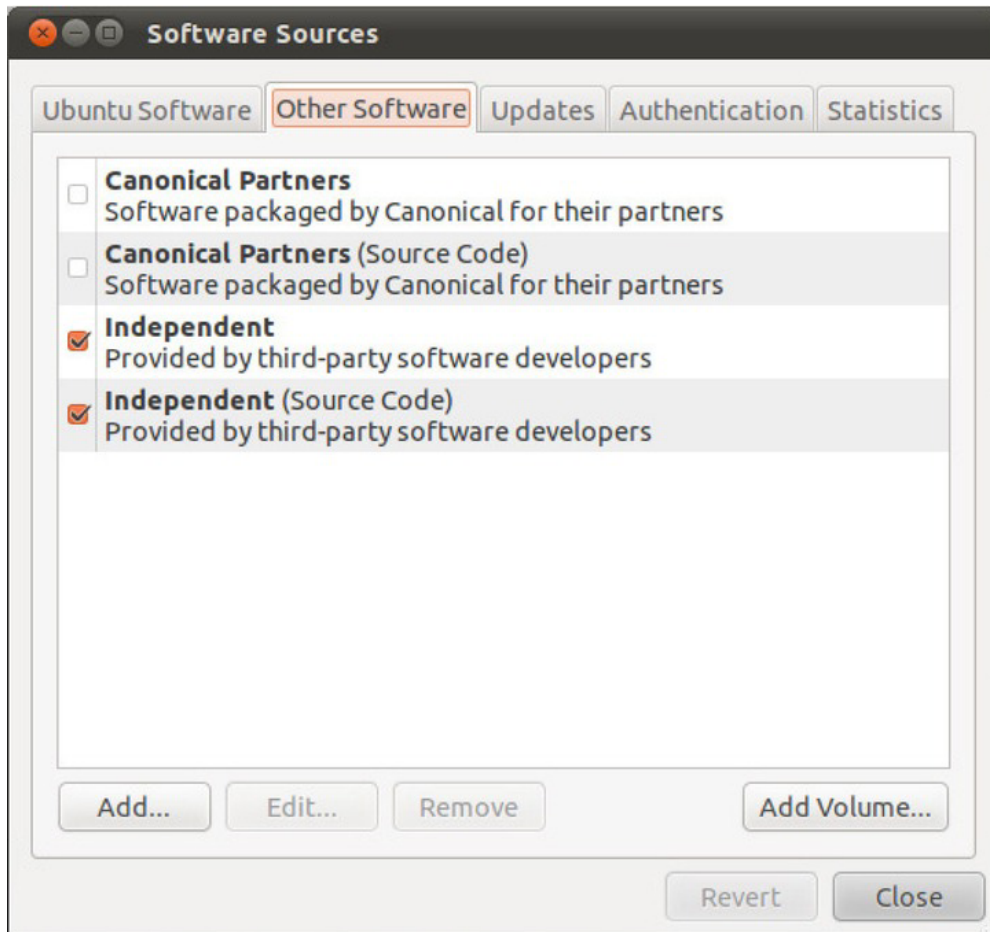 Software Sources
Ubuntu Software Other Software Updates Authentication Statistics
Canonical Partners
Software packaged by Canonical for their partners
Canonical Partners (Source Code)
Software packaged by Canonical for their partners
Independent
Provided by third-party software developers
Independent (Source Code)
Provided by third-party software developers
Add... Edit... Remove Add Volume...
Revert Close